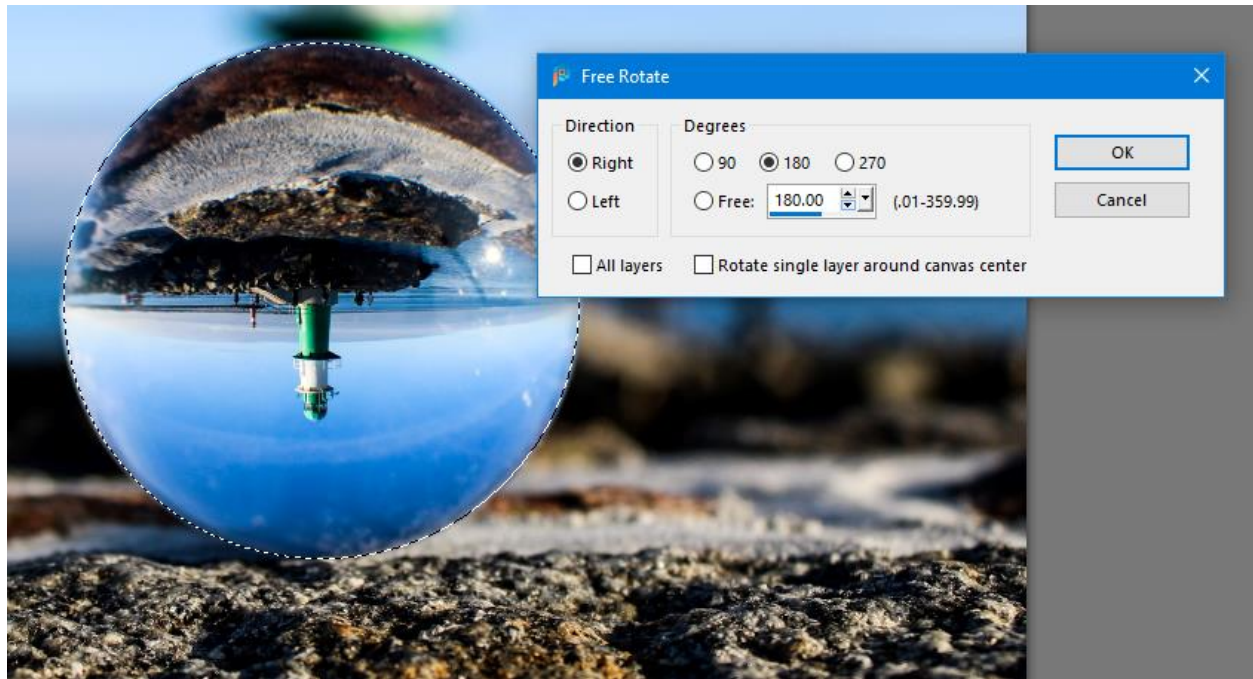 Free Rotate
Direction Degrees
Right 90 180 270
Left Free: 180.00 (.01-359.99)
OK
Cancel
All layers Rotate single layer around canvas center